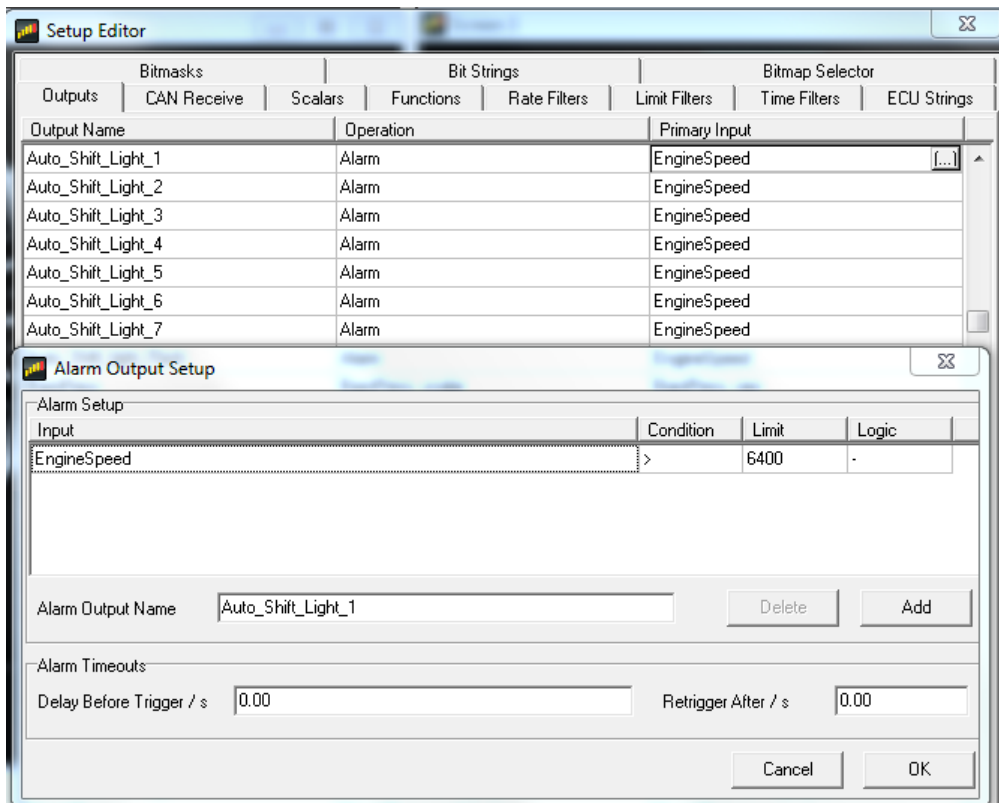 Setup Editor
Bitmasks Bit Strings Bitmap Selector
Outputs CAN Receive Scalars Functions Rate Filters Limit Filters Time Filters ECU Strings
Output Name Operation Primary Input
Auto_Shift_Light_1 Alarm EngineSpeed [...]
Auto_Shift_Light_2 Alarm EngineSpeed
Auto_Shift_Light_3 Alarm EngineSpeed
Auto_Shift_Light_4 Alarm EngineSpeed
Auto_Shift_Light_5 Alarm EngineSpeed
Auto_Shift_Light_6 Alarm EngineSpeed
Auto_Shift_Light_7 Alarm EngineSpeed
Alarm Output Setup
Alarm Setup
Input Condition Limit Logic
EngineSpeed > 6400 -
Alarm Output Name Auto_Shift_Light_1 Delete Add
Alarm Timeouts
Delay Before Trigger / s 0.00 Retrigger After / s 0.00
Cancel OK